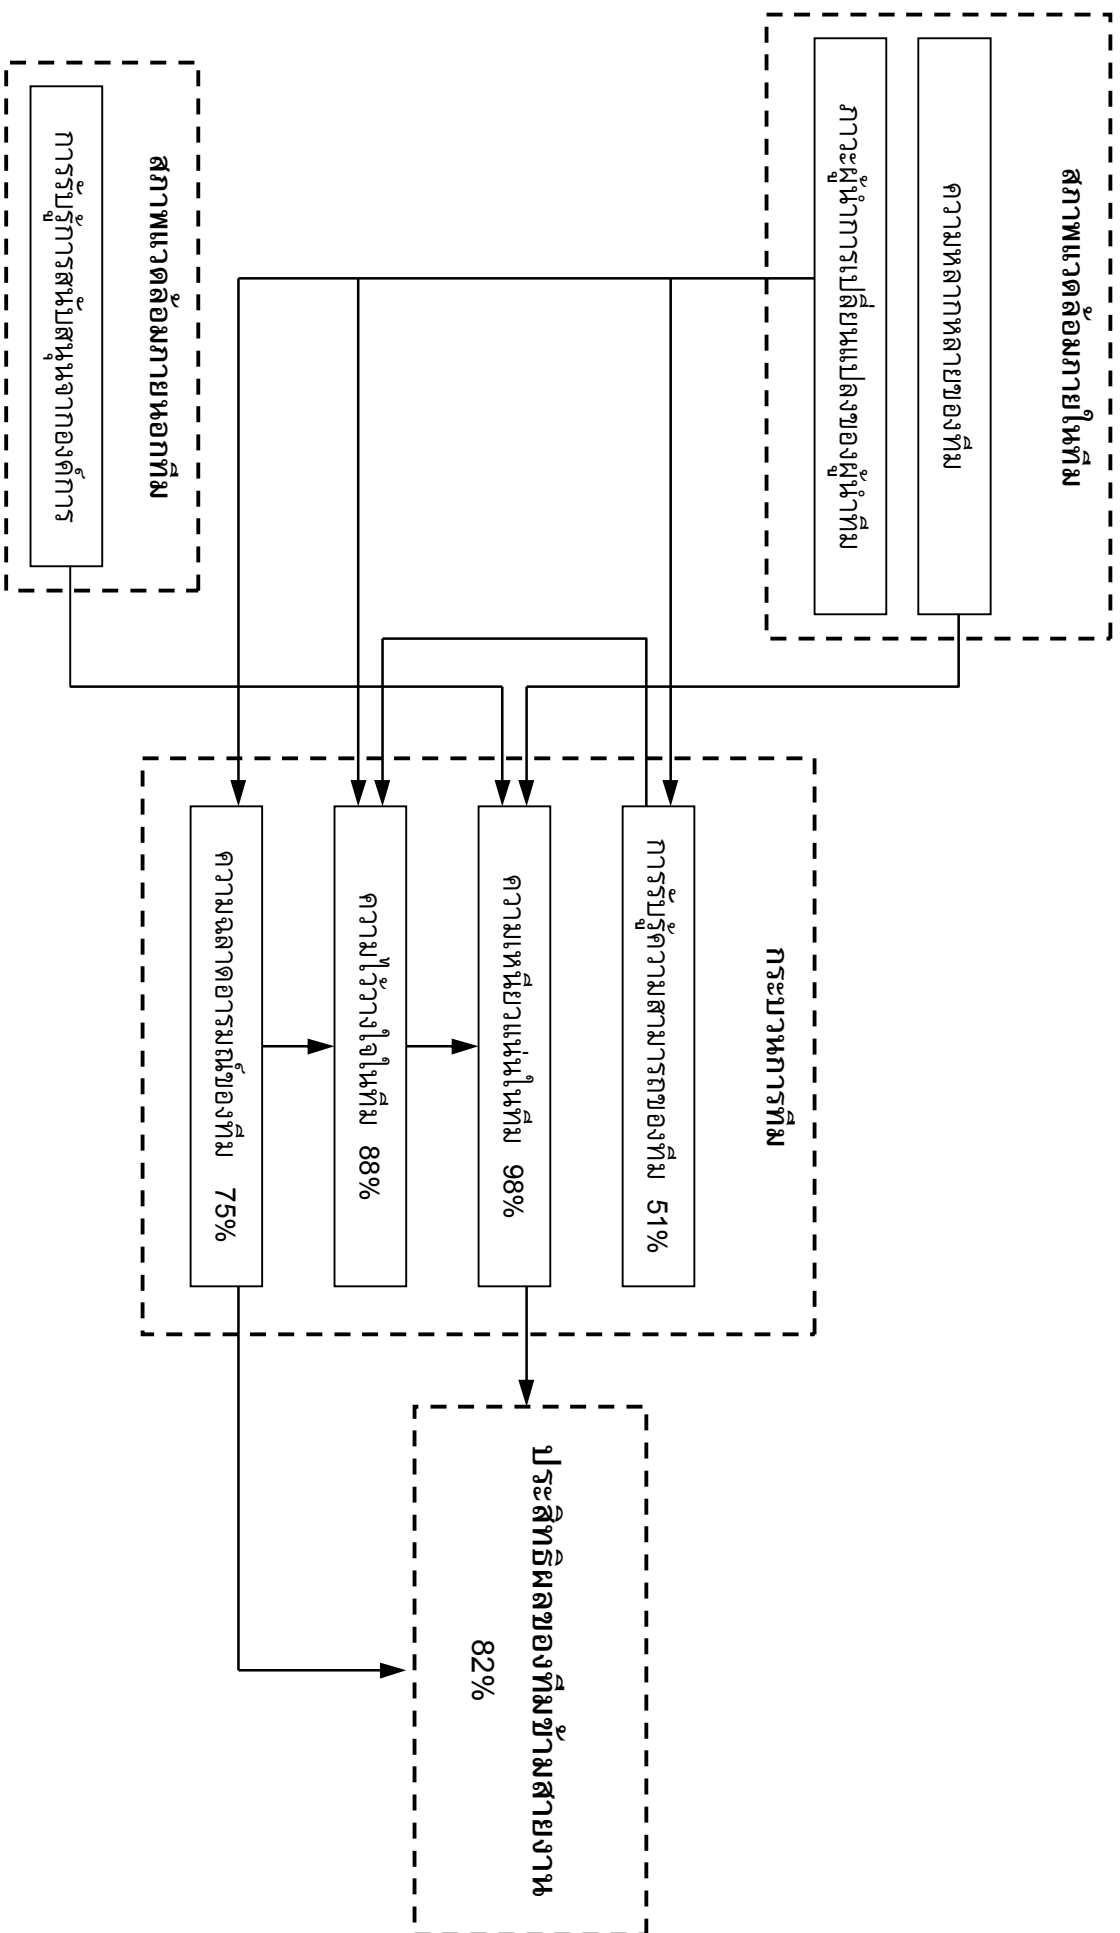 สภาพแวดล้อมภายในทีม
ความหลากหลายของทีม
ภาวะผู้นำการเปลี่ยนแปลงของผู้นำทีม
สภาพแวดล้อมภายนอกทีม
การรับรู้การสนับสนุนจากองค์การ
กระบวนการทีม
การรับรู้ความสามารถของทีม 51%
ความเหนียวแน่นในทีม 98%
ความไว้วางใจในทีม 88%
ความฉลาดอารมณ์ของทีม 75%
ประสิทธิผลของทีมข้ามสายงาน
82%